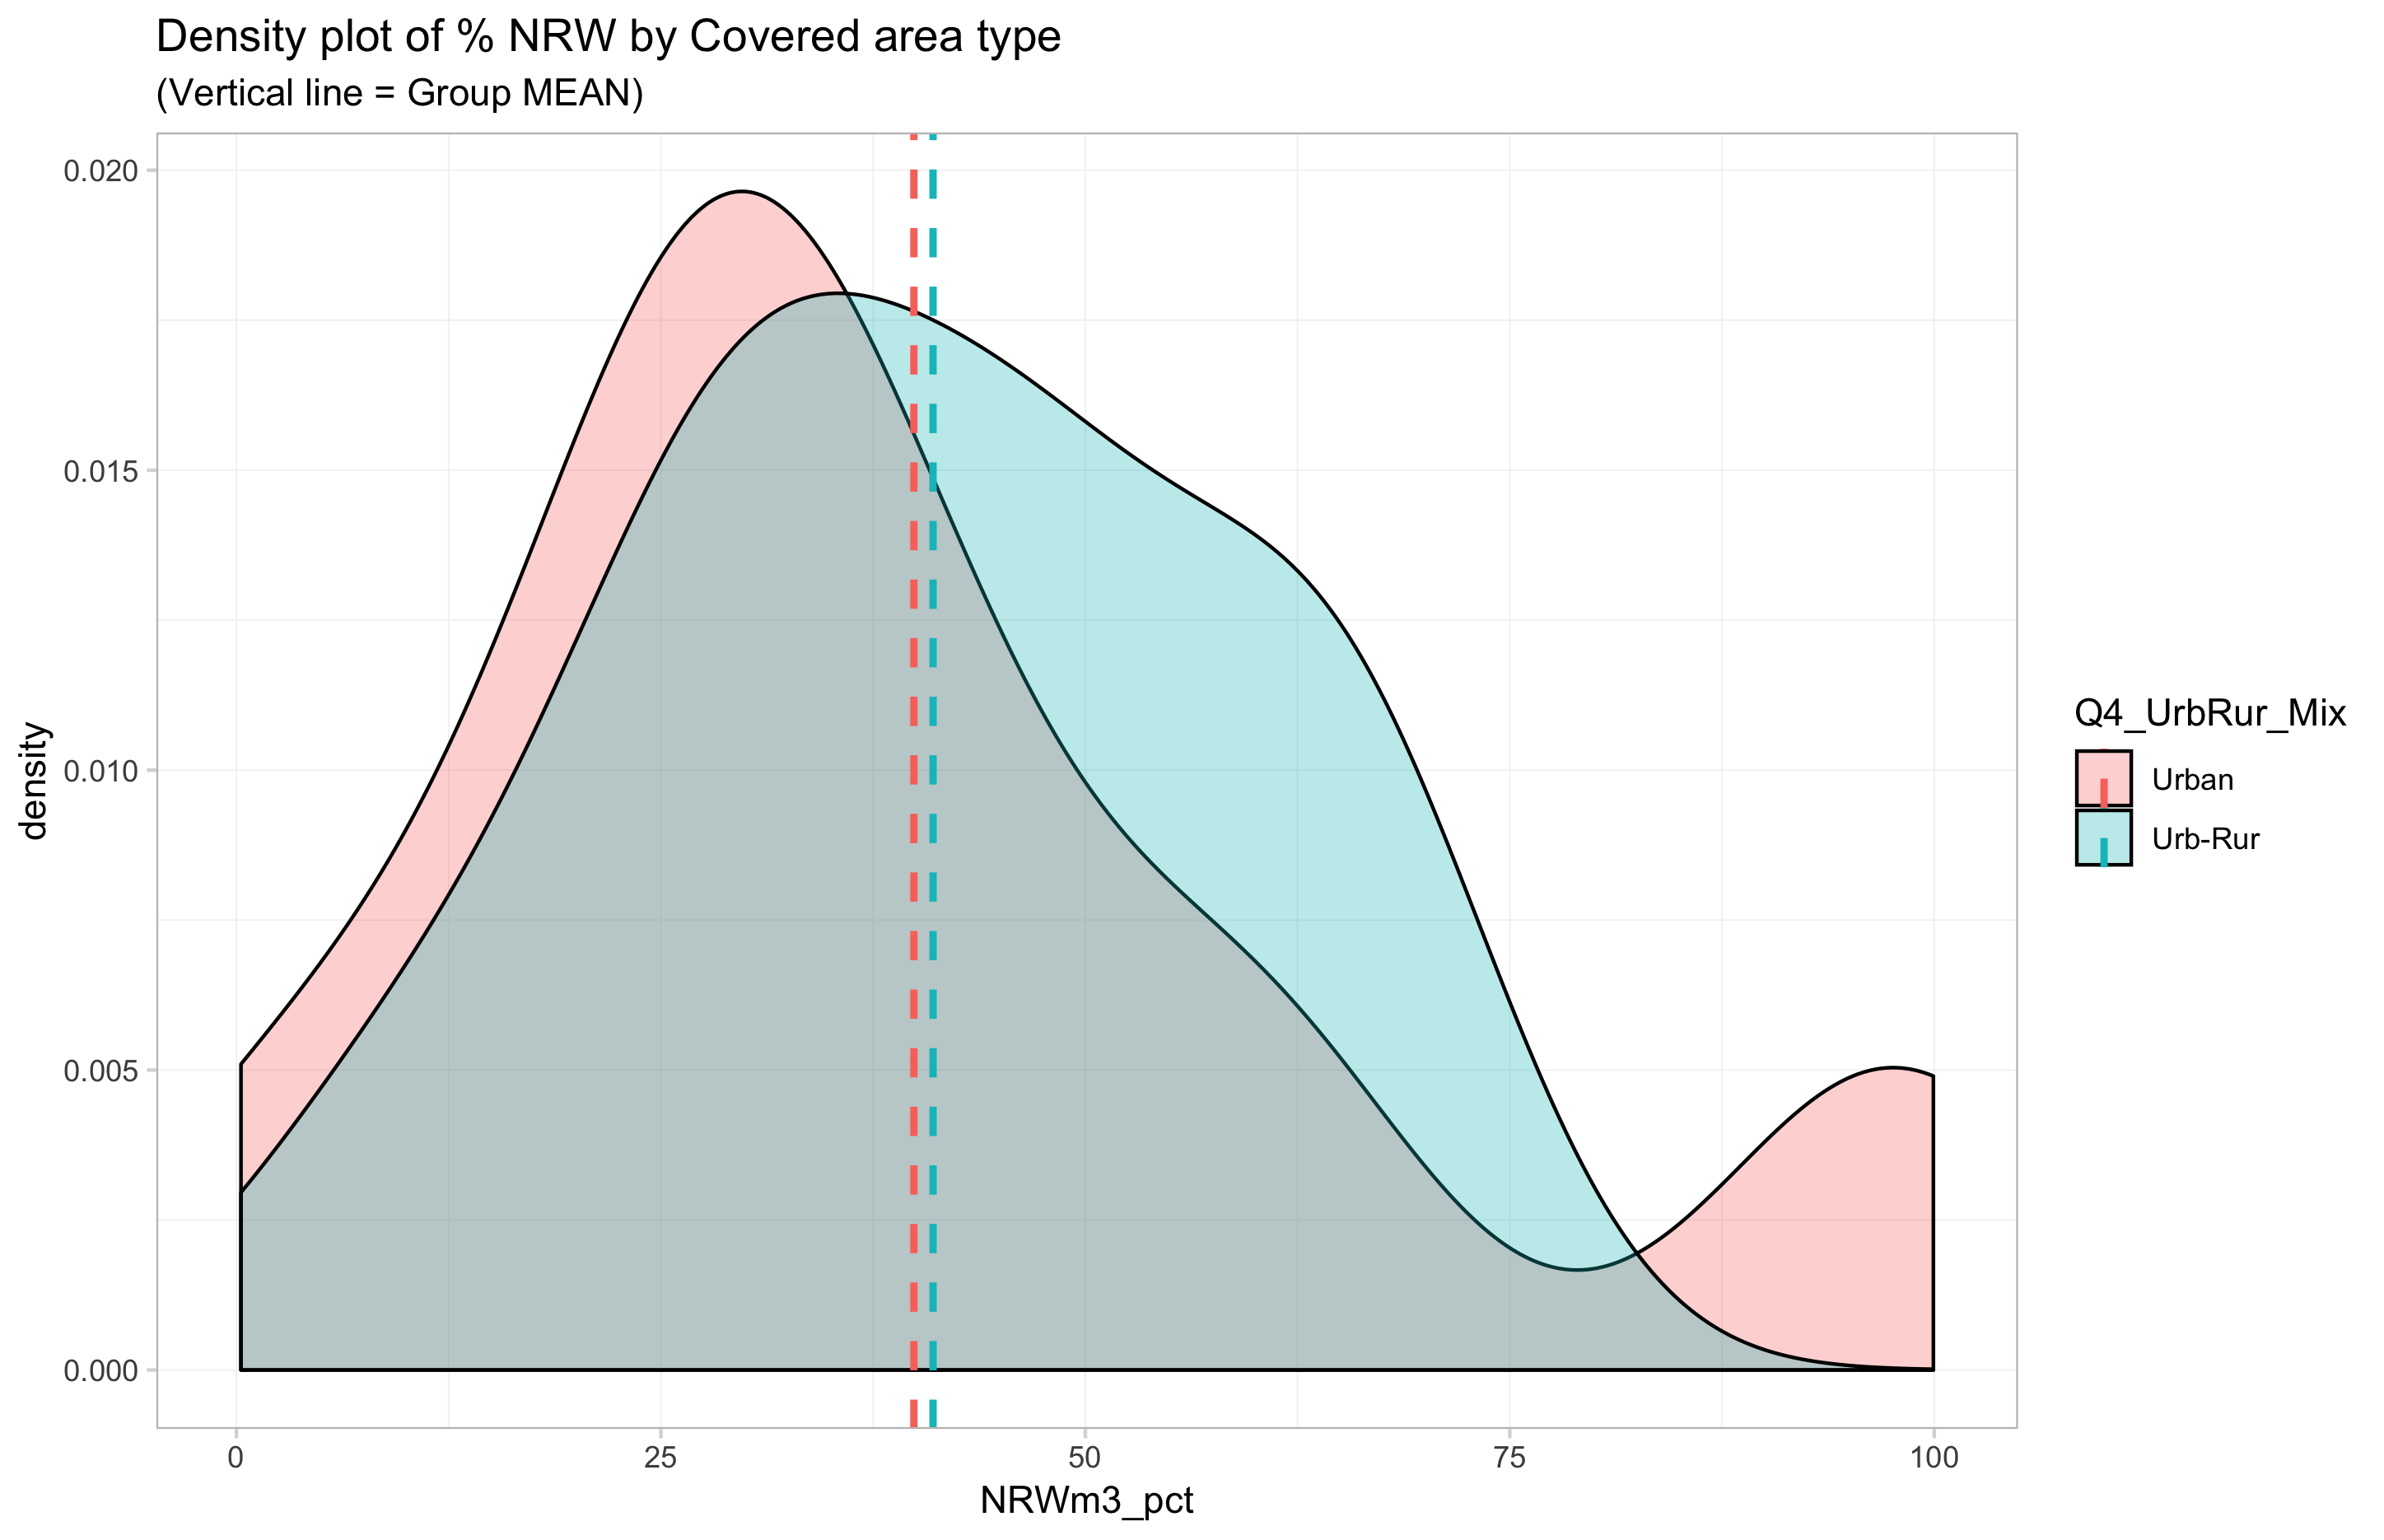 Density plot of % NRW by Covered area type
(Vertical line = Group MEAN)
0.020
0.015
0.010
0.005
0.000
density
0
25
50
75
100
NRWm3_pct
Q4_UrbRur_Mix
Urban
Urb-Rur